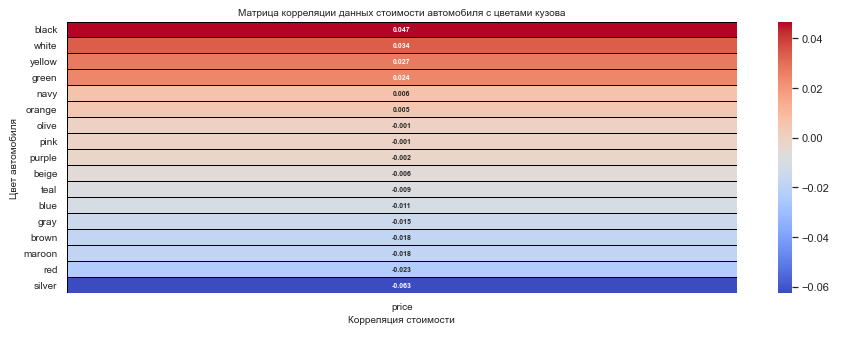 Матрица корреляции данных стоимости автомобиля с цветами кузова
Цвет автомобиля
black 0.047
white 0.034
yellow 0.027
green 0.024
navy 0.006
orange 0.005
olive -0.001
pink -0.001
purple -0.002
beige -0.006
teal -0.009
blue -0.011
gray -0.015
brown -0.018
maroon -0.018
red -0.023
silver -0.063
price
Корреляция стоимости
0.04
0.02
0.00
−0.02
−0.04
−0.06